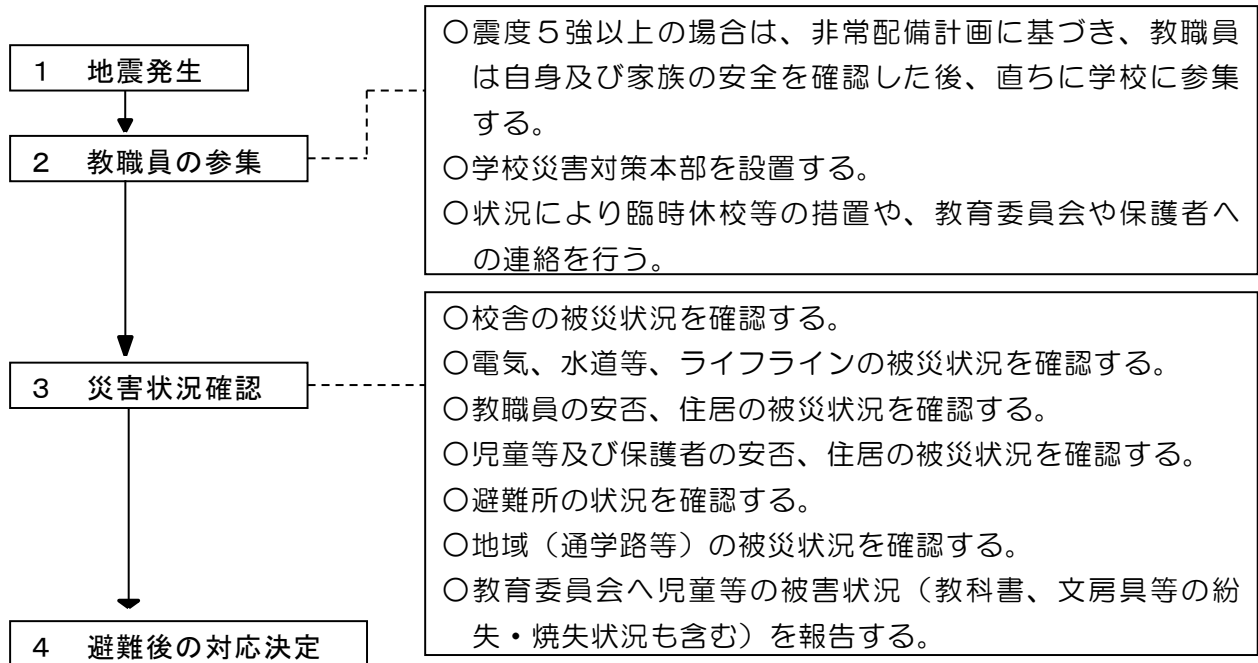 1　地震発生
2　教職員の参集
○震度５強以上の場合は、非常配備計画に基づき、教職員
は自身及び家族の安全を確認した後、直ちに学校に参集
する。
○学校災害対策本部を設置する。
○状況により臨時休校等の措置や、教育委員会や保護者へ
の連絡を行う。
3　災害状況確認
○校舎の被災状況を確認する。
○電気、水道等、ライフラインの被災状況を確認する。
○教職員の安否、住居の被災状況を確認する。
○児童等及び保護者の安否、住居の被災状況を確認する。
○避難所の状況を確認する。
○地域（通学路等）の被災状況を確認する。
○教育委員会へ児童等の被害状況（教科書、文房具等の紛
失・焼失状況も含む）を報告する。
4　避難後の対応決定